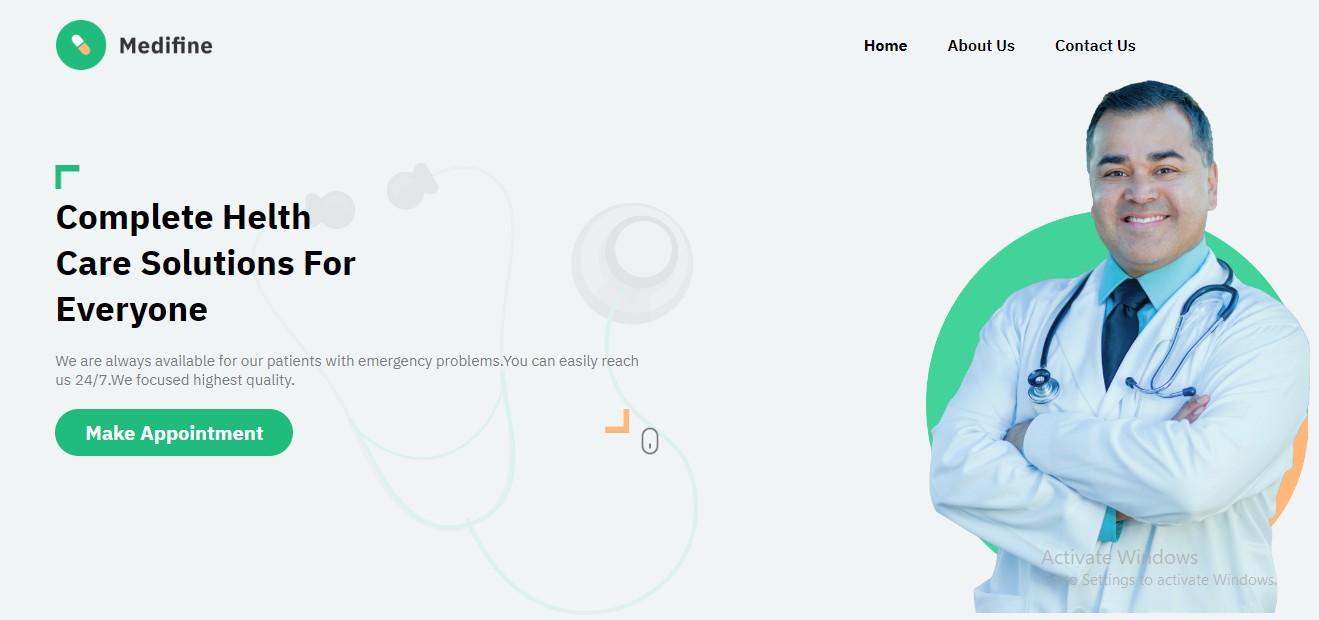 Medifine
Home About Us Contact Us
Complete Helth
Care Solutions For
Everyone
We are always available for our patients with emergency problems.You can easily reach
us 24/7.We focused highest quality.
Make Appointment
Activate Windows
Go to Settings to activate Windows.